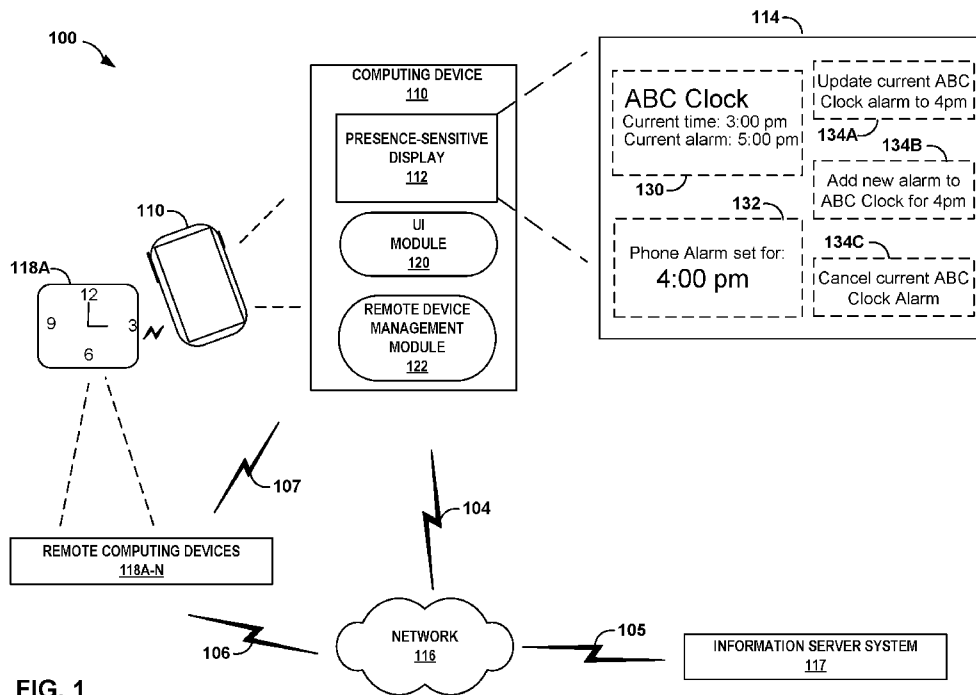 100
COMPUTING DEVICE
110
PRESENCE-SENSITIVE
DISPLAY
112
UI
MODULE
120
REMOTE DEVICE
MANAGEMENT
MODULE
122
114
ABC Clock
Current time: 3:00 pm
Current alarm: 5:00 pm
130
132
Phone Alarm set for:
4:00 pm
Update current ABC
Clock alarm to 4pm
134A
134B
Add new alarm to
ABC Clock for 4pm
134C
Cancel current ABC
Clock Alarm
110
118A
12
9
3
6
107
104
REMOTE COMPUTING DEVICES
118A-N
106
NETWORK
116
105
INFORMATION SERVER SYSTEM
117
FIG. 1